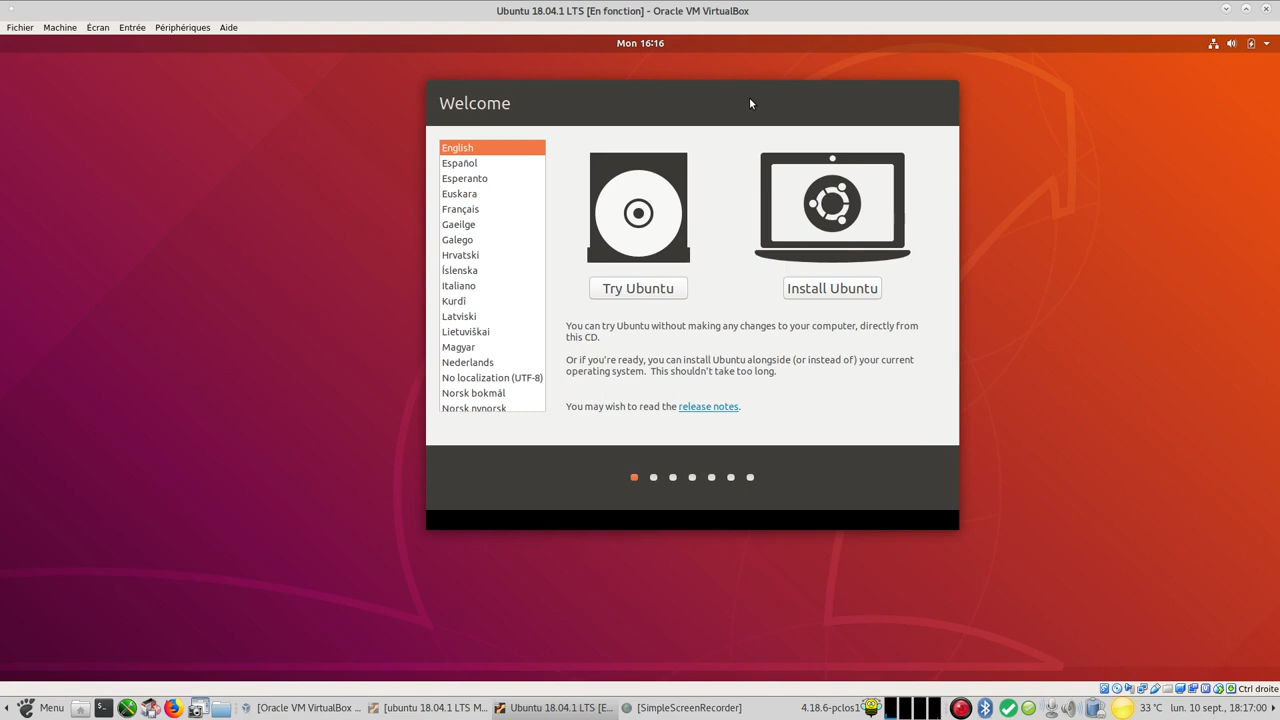 Ubuntu 18.04.1 LTS [En fonction] - Oracle VM VirtualBox
Fichier Machine Écran Entrée Périphériques Aide
Mon 16:16
Welcome
English
Español
Esperanto
Euskara
Français
Gaeilge
Galego
Hrvatski
Íslenska
Italiano
Kurdî
Latviski
Lietuviškai
Magyar
Nederlands
No localization (UTF-8)
Norsk bokmål
Norsk nynorsk
Try Ubuntu
Install Ubuntu
You can try Ubuntu without making any changes to your computer, directly from
this CD.
Or if you're ready, you can install Ubuntu alongside (or instead of) your current
operating system. This shouldn't take too long.
You may wish to read the release notes.
Ctrl droite
Menu [Oracle VM VirtualBox ... [ubuntu 18.04 LTS M... Ubuntu 18.04.1 LTS [E... [SimpleScreenRecorder] 4.18.6-pclos1 33 °C lun. 10 sept., 18:17:00